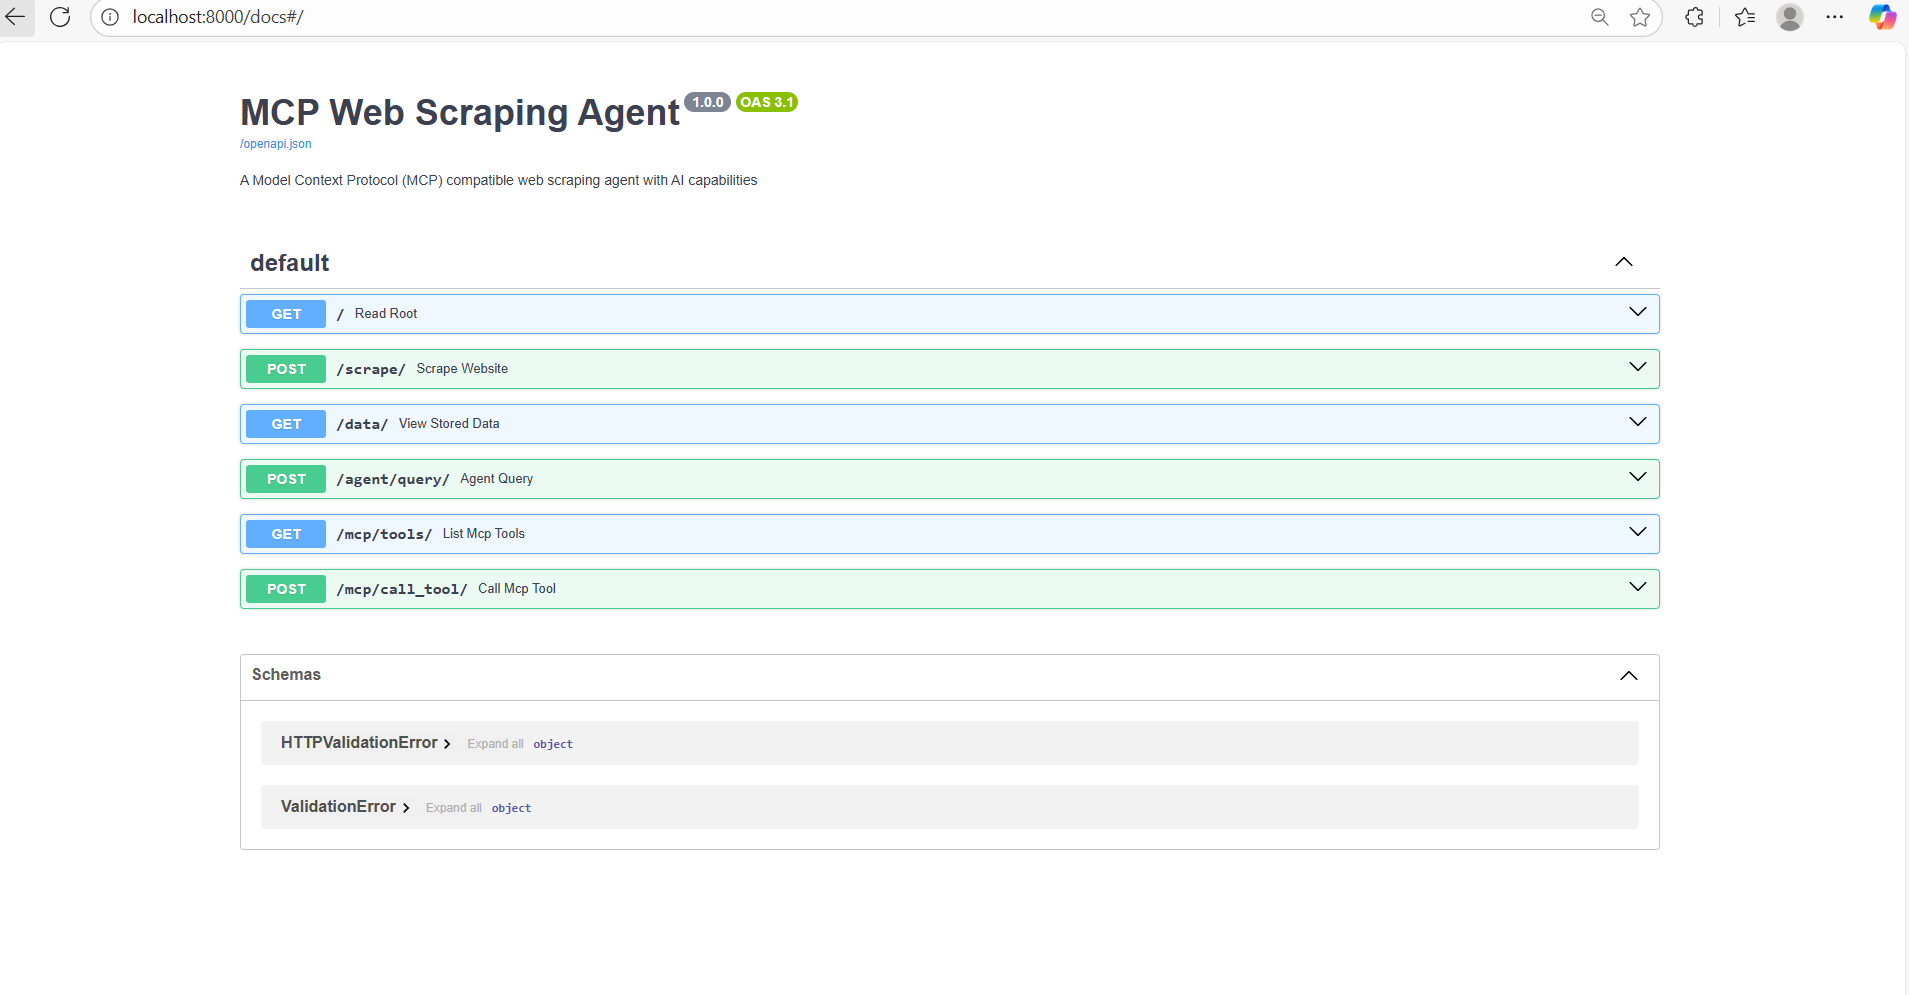 localhost:8000/docs#/
MCP Web Scraping Agent 1.0.0 OAS 3.1
/openapi.json
A Model Context Protocol (MCP) compatible web scraping agent with AI capabilities
default
GET / Read Root
POST /scrape/ Scrape Website
GET /data/ View Stored Data
POST /agent/query/ Agent Query
GET /mcp/tools/ List Mcp Tools
POST /mcp/call_tool/ Call Mcp Tool
Schemas
HTTPValidationError Expand all object
ValidationError Expand all object